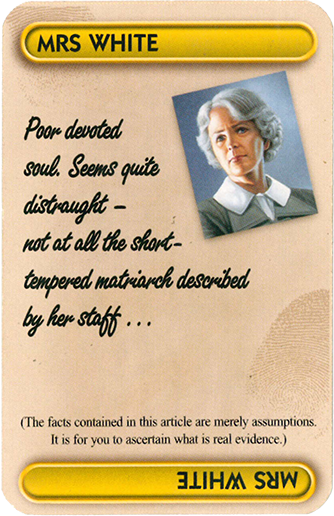 MRS WHITE
Poor devoted
soul. Seems quite
distraught –
not at all the short-
tempered matriarch described
by her staff . . .
(The facts contained in this article are merely assumptions.
It is for you to ascertain what is real evidence.)
MRS WHITE